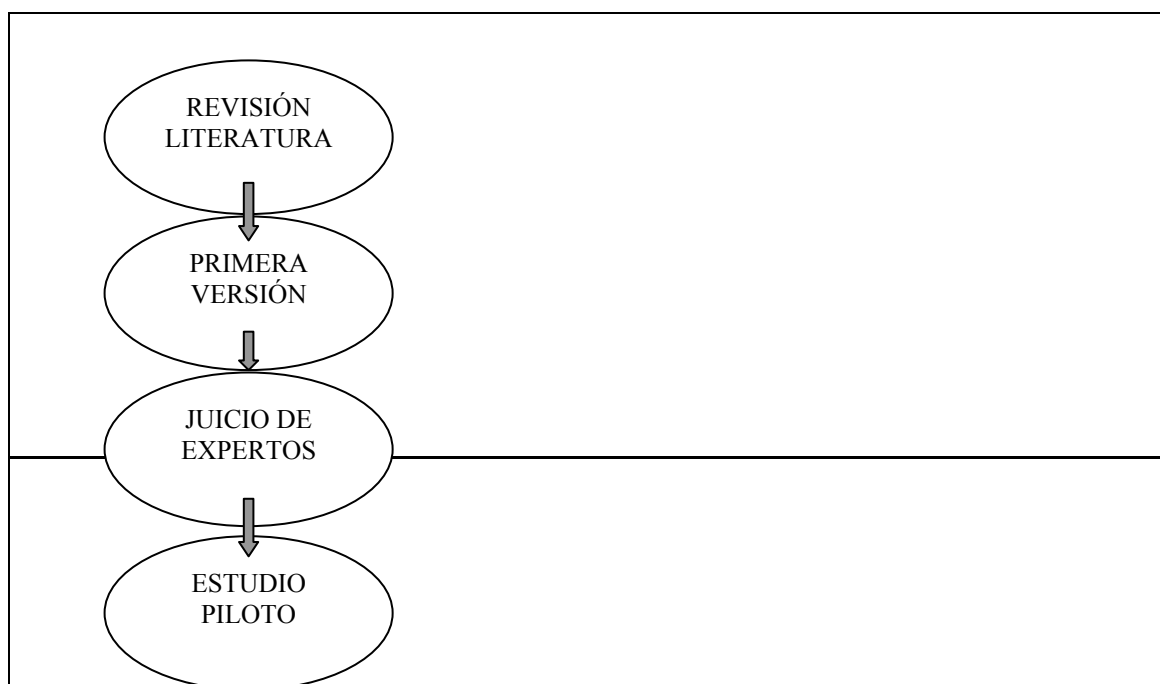 REVISIÓN
LITERATURA
PRIMERA
VERSIÓN
JUICIO DE
EXPERTOS
ESTUDIO
PILOTO